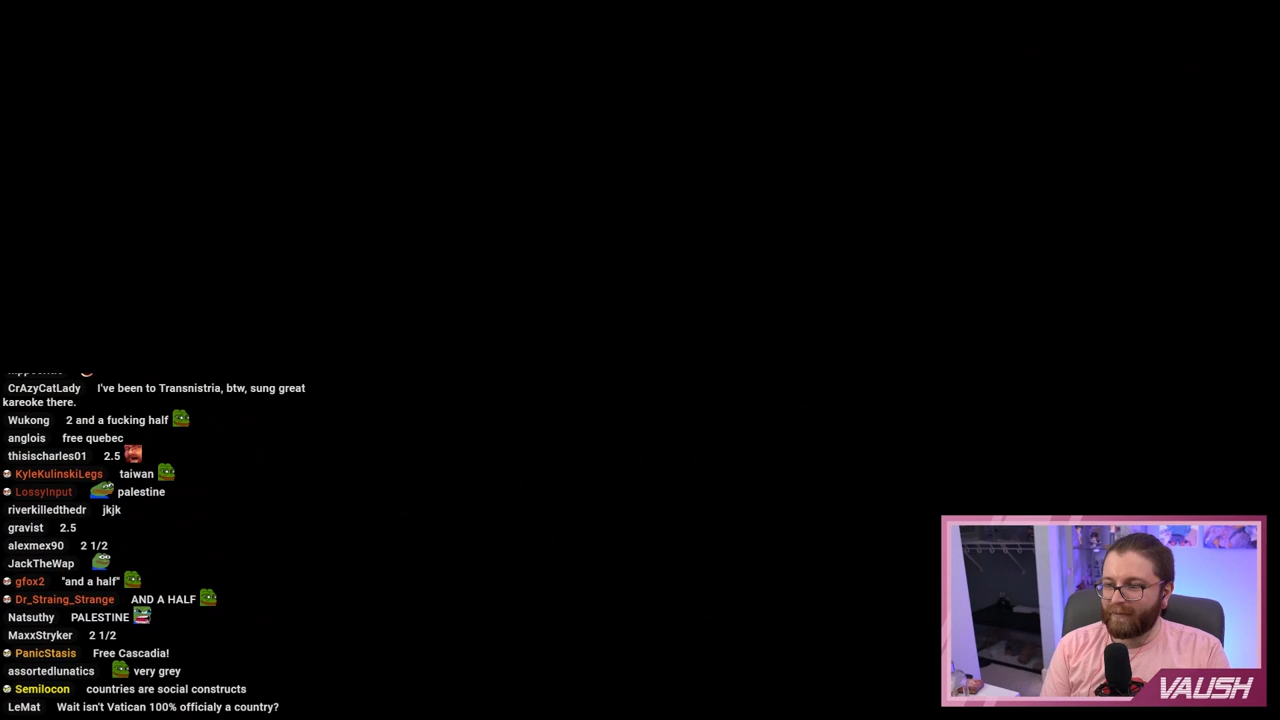 CrAzyCatLady I've been to Transnistria, btw, sung great
kareoke there.
Wukong 2 and a fucking half
anglois free quebec
thisischarles01 2.5
KyleKulinskiLegs taiwan
LossyInput palestine
riverkilledthedr jkjk
gravist 2.5
alexmex90 2 1/2
JackTheWap
gfox2 "and a half"
Dr_Straing_Strange AND A HALF
Natsuthy PALESTINE
MaxxStryker 2 1/2
PanicStasis Free Cascadia!
assortedlunatics very grey
Semilocon countries are social constructs
LeMat Wait isn't Vatican 100% officialy a country?
VAUSH